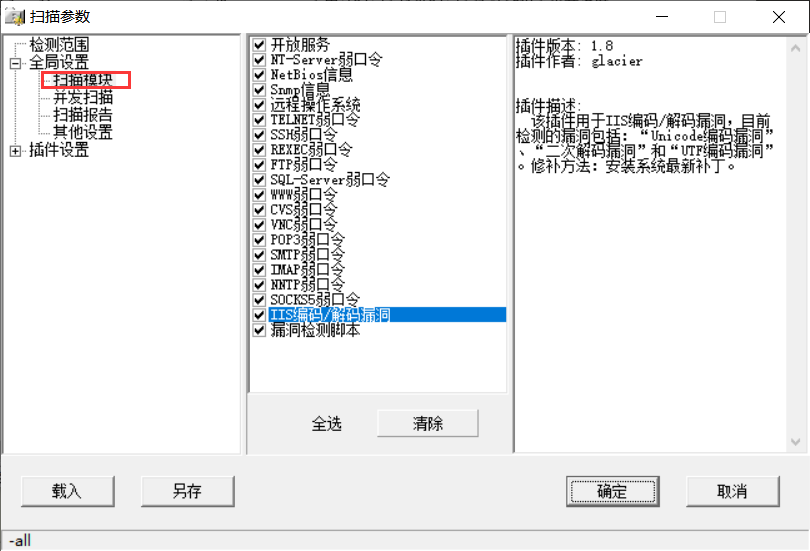 扫描参数
检测范围
全局设置
扫描模块
并发扫描
扫描报告
其他设置
插件设置
开放服务
NT-Server弱口令
NetBios信息
Snmp信息
远程操作系统
TELNET弱口令
SSH弱口令
REXEC弱口令
FTP弱口令
SQL-Server弱口令
WWW弱口令
CVS弱口令
VNC弱口令
POP3弱口令
SMTP弱口令
IMAP弱口令
NNTP弱口令
SOCKS5弱口令
IIS编码/解码漏洞
漏洞检测脚本
全选
清除
插件版本: 1.8
插件作者: glacier
插件描述:
该插件用于IIS编码/解码漏洞，目前
检测的漏洞包括：“Unicode编码漏洞”
、“二次解码漏洞”和“UTF编码漏洞”
。修补方法：安装系统最新补丁。
载入
另存
确定
取消
-all